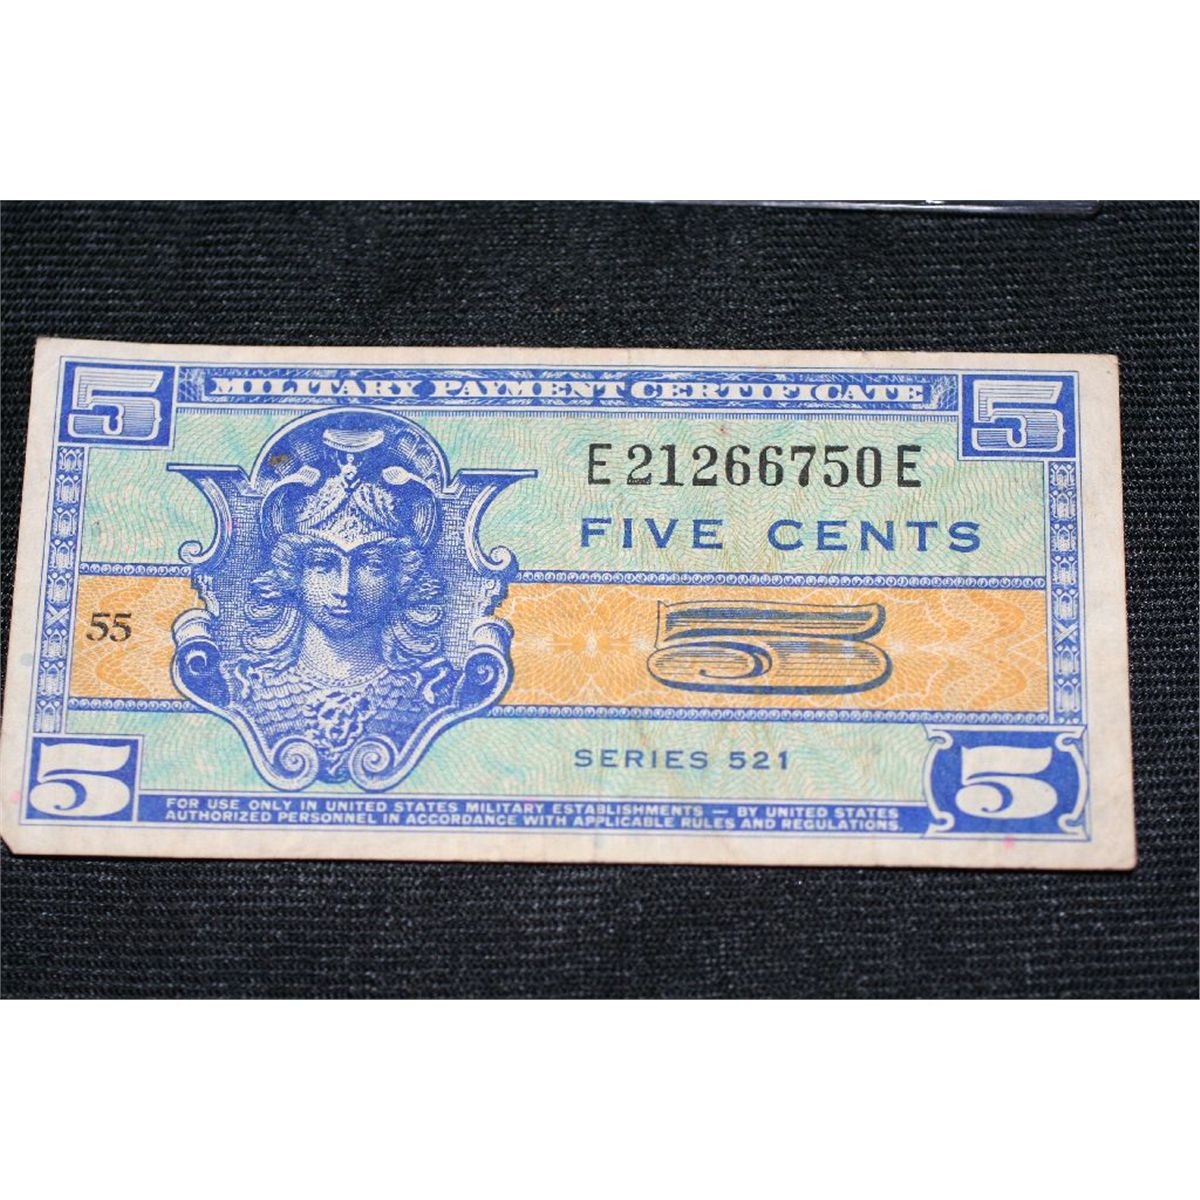 5 MILITARY PAYMENT CERTIFICATE 5
E21266750E
FIVE CENTS
55
5
SERIES 521
5 5
FOR USE ONLY IN UNITED STATES MILITARY ESTABLISHMENTS — BY UNITED STATES
AUTHORIZED PERSONNEL IN ACCORDANCE WITH APPLICABLE RULES AND REGULATIONS.